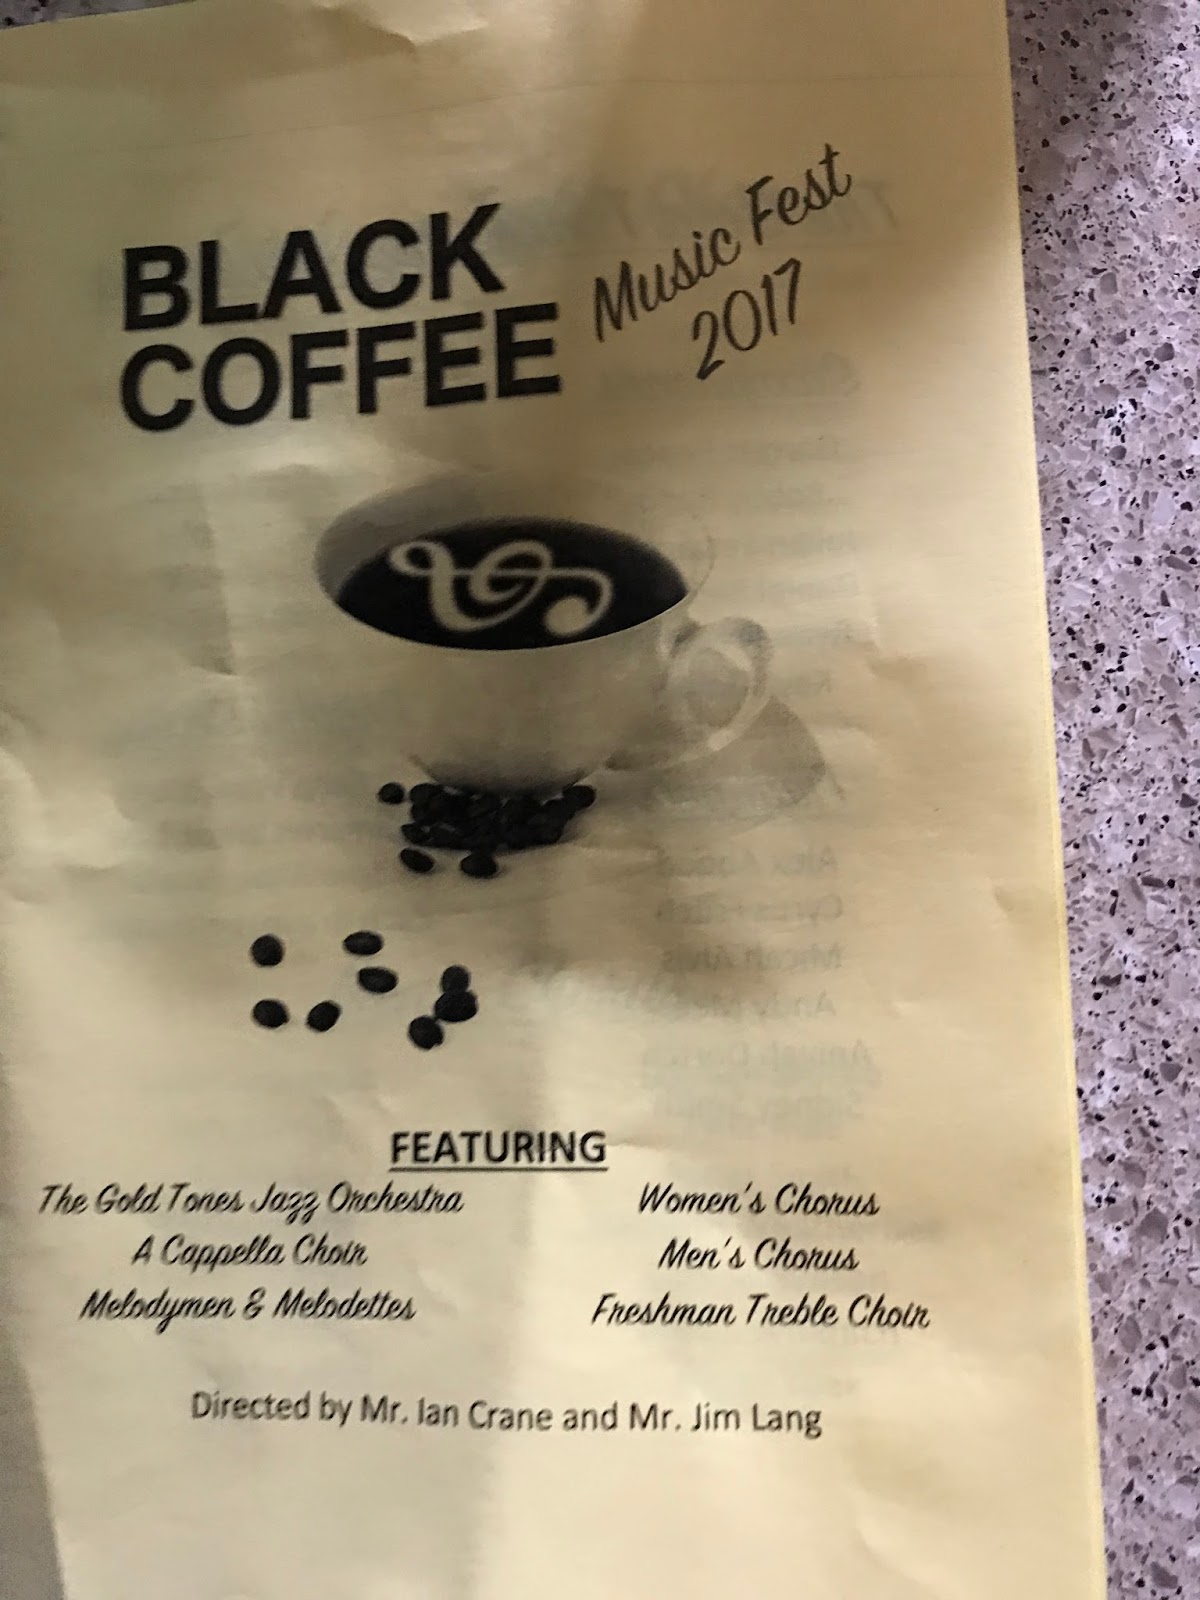 BLACK
COFFEE
Music Fest
2017
FEATURING
The Gold Tones Jazz Orchestra
A Cappella Choir
Melodymen & Melodettes
Women's Chorus
Men's Chorus
Freshman Treble Choir
Directed by Mr. Ian Crane and Mr. Jim Lang